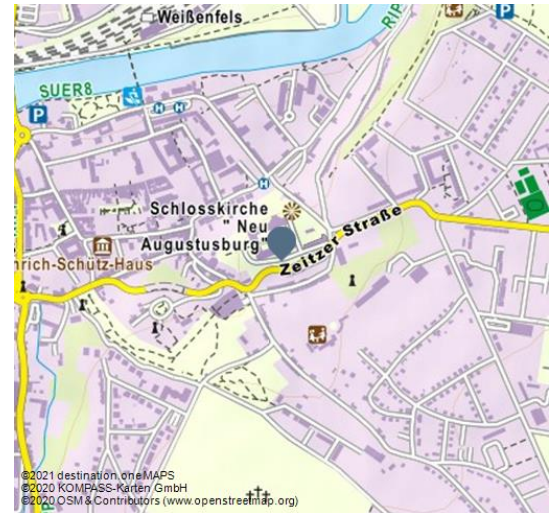 Weißenfels
RIP
SUER8
P
P
H
H
H
Schlosskirche
" Neu
Augustusburg"
Zeitzer Straße
nrich-Schütz-Haus
P
©2021 destination.one MAPS
©2020 KOMPASS-Karten GmbH
©2020 OSM & Contributors (www.openstreetmap.org)